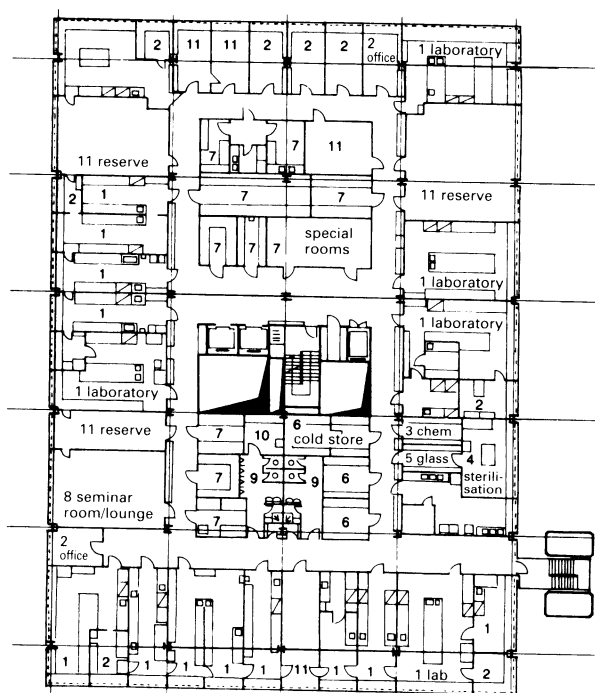 2 11 11 2 2 2 2
office
1 laboratory
7 7 11
11 reserve
2 1 7 7 11 reserve
1
7 7 7 special
rooms
1 1 laboratory
1 1 laboratory
1
1 laboratory 2
11 reserve 7 10 6
cold store 3 chem
7 9 9 6 5 glass 4
sterili-
sation
8 seminar
room/lounge
7 6
2
office
1
1 2 1 1 1 1 11 1 1 1 lab 2